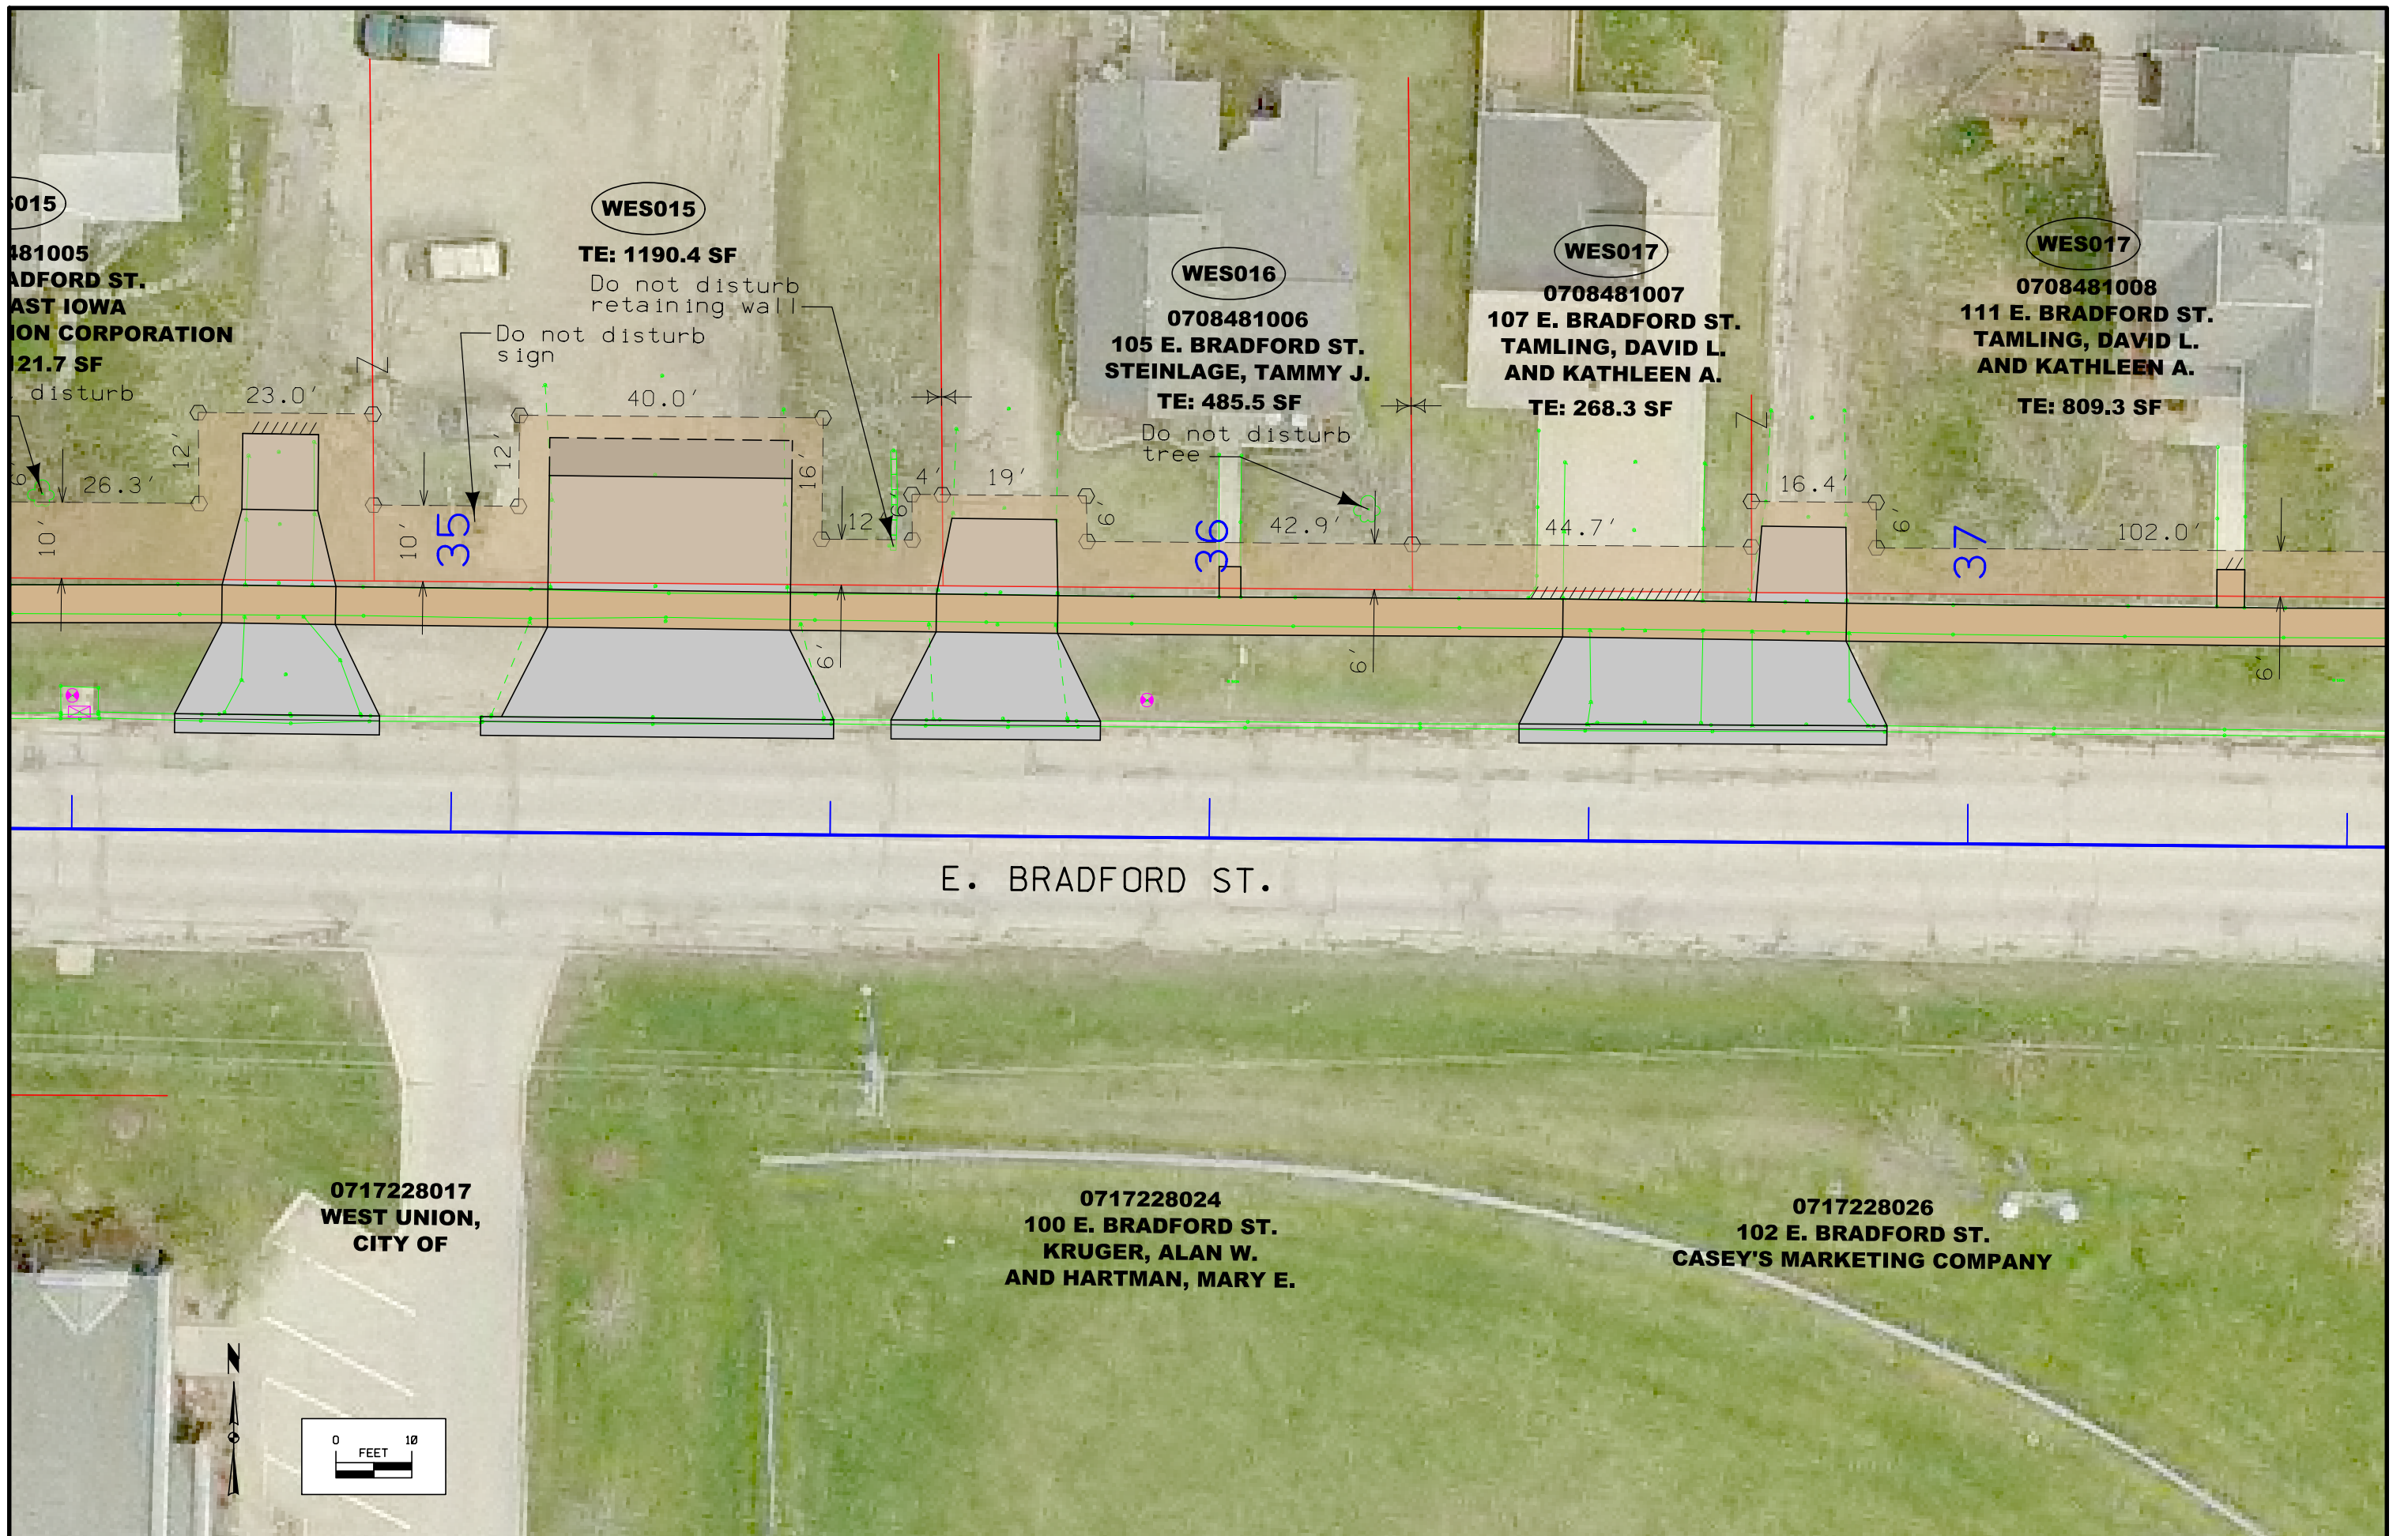 S015
481005
ADFORD ST.
AST IOWA
ION CORPORATION
121.7 SF
disturb
WES015
TE: 1190.4 SF
Do not disturb
retaining wall
Do not disturb
sign
WES016
0708481006
105 E. BRADFORD ST.
STEINLAGE, TAMMY J.
TE: 485.5 SF
Do not disturb
tree
WES017
0708481007
107 E. BRADFORD ST.
TAMLING, DAVID L.
AND KATHLEEN A.
TE: 268.3 SF
WES017
0708481008
111 E. BRADFORD ST.
TAMLING, DAVID L.
AND KATHLEEN A.
TE: 809.3 SF
23.0'
40.0'
12'
12'
16'
6'
26.3'
12'
6'
4'
19'
6'
42.9'
44.7'
16.4'
6'
102.0'
10'
10'
35
36
37
6'
6'
6'
E. BRADFORD ST.
0717228017
WEST UNION,
CITY OF
0717228024
100 E. BRADFORD ST.
KRUGER, ALAN W.
AND HARTMAN, MARY E.
0717228026
102 E. BRADFORD ST.
CASEY'S MARKETING COMPANY
N
0 10
FEET